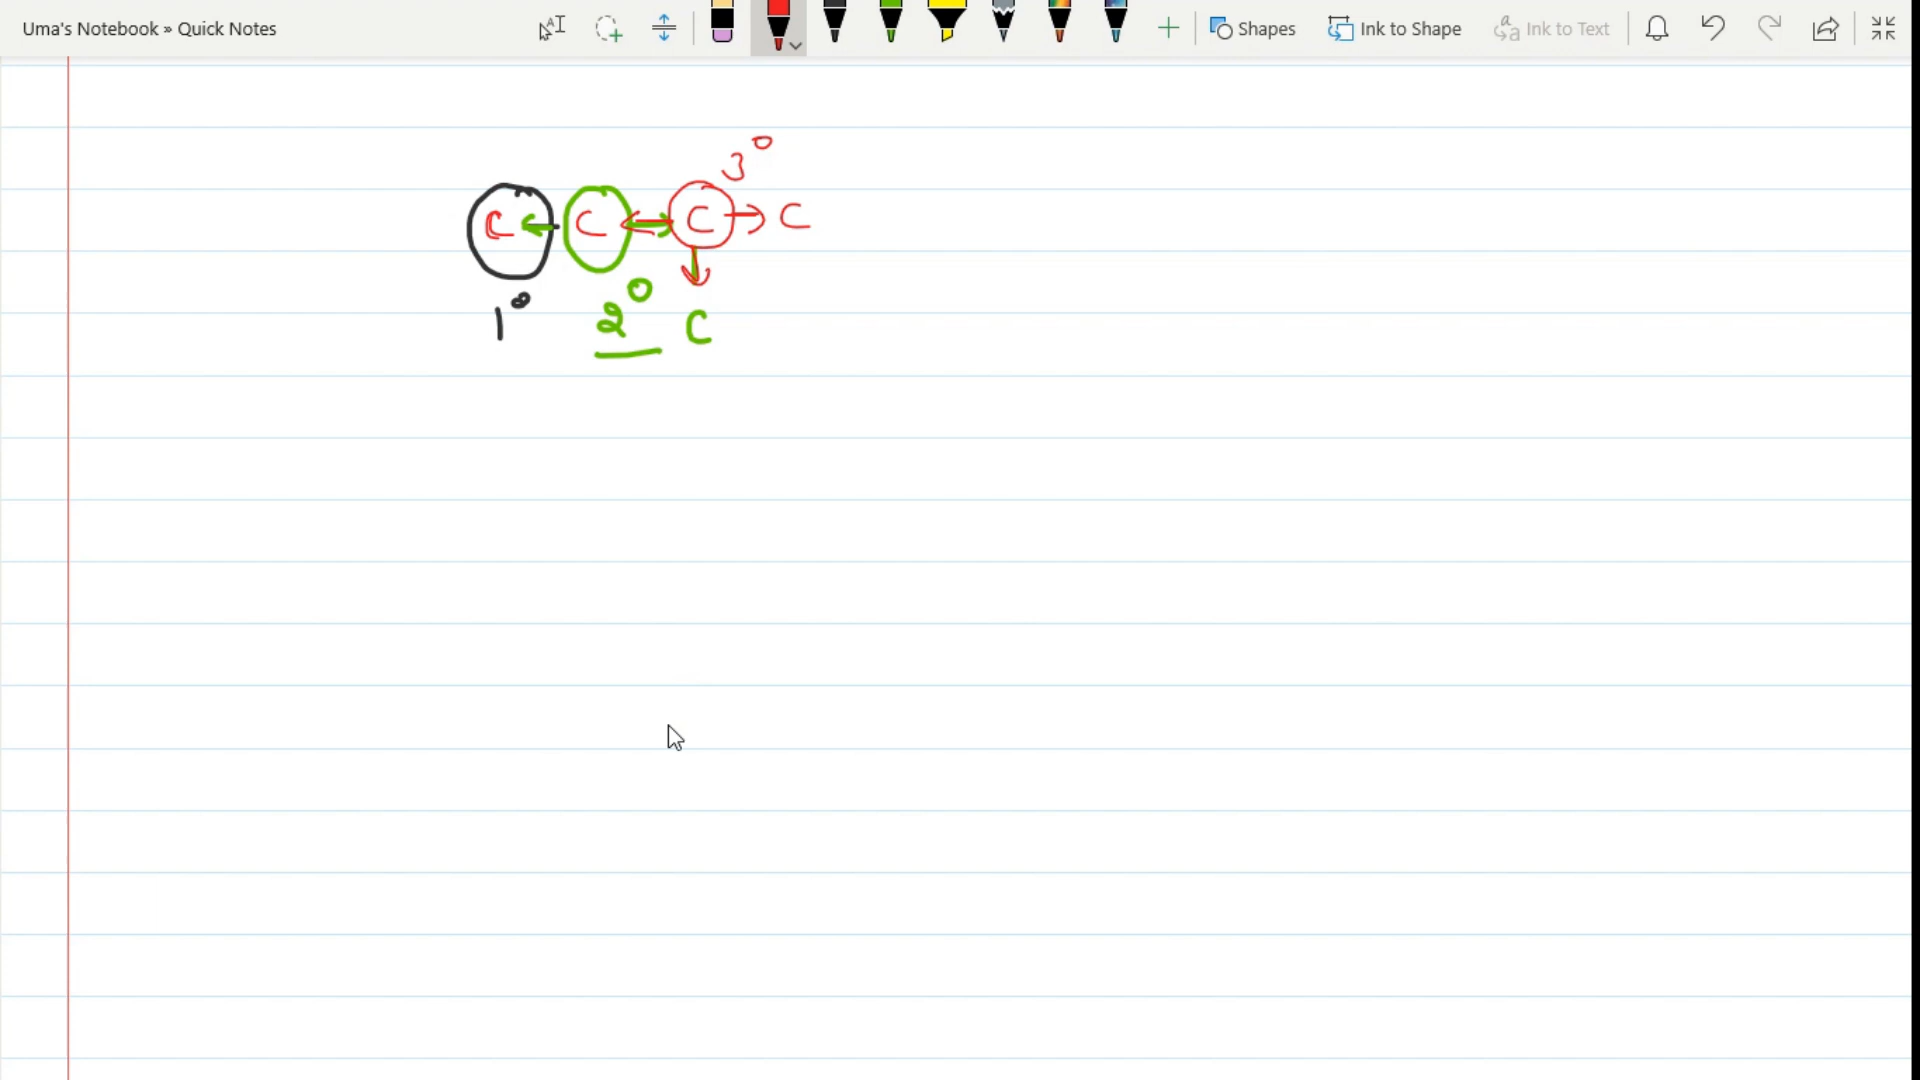 Uma's Notebook » Quick Notes
Shapes
Ink to Shape
Ink to Text
3°
C C C C
1° 2° C